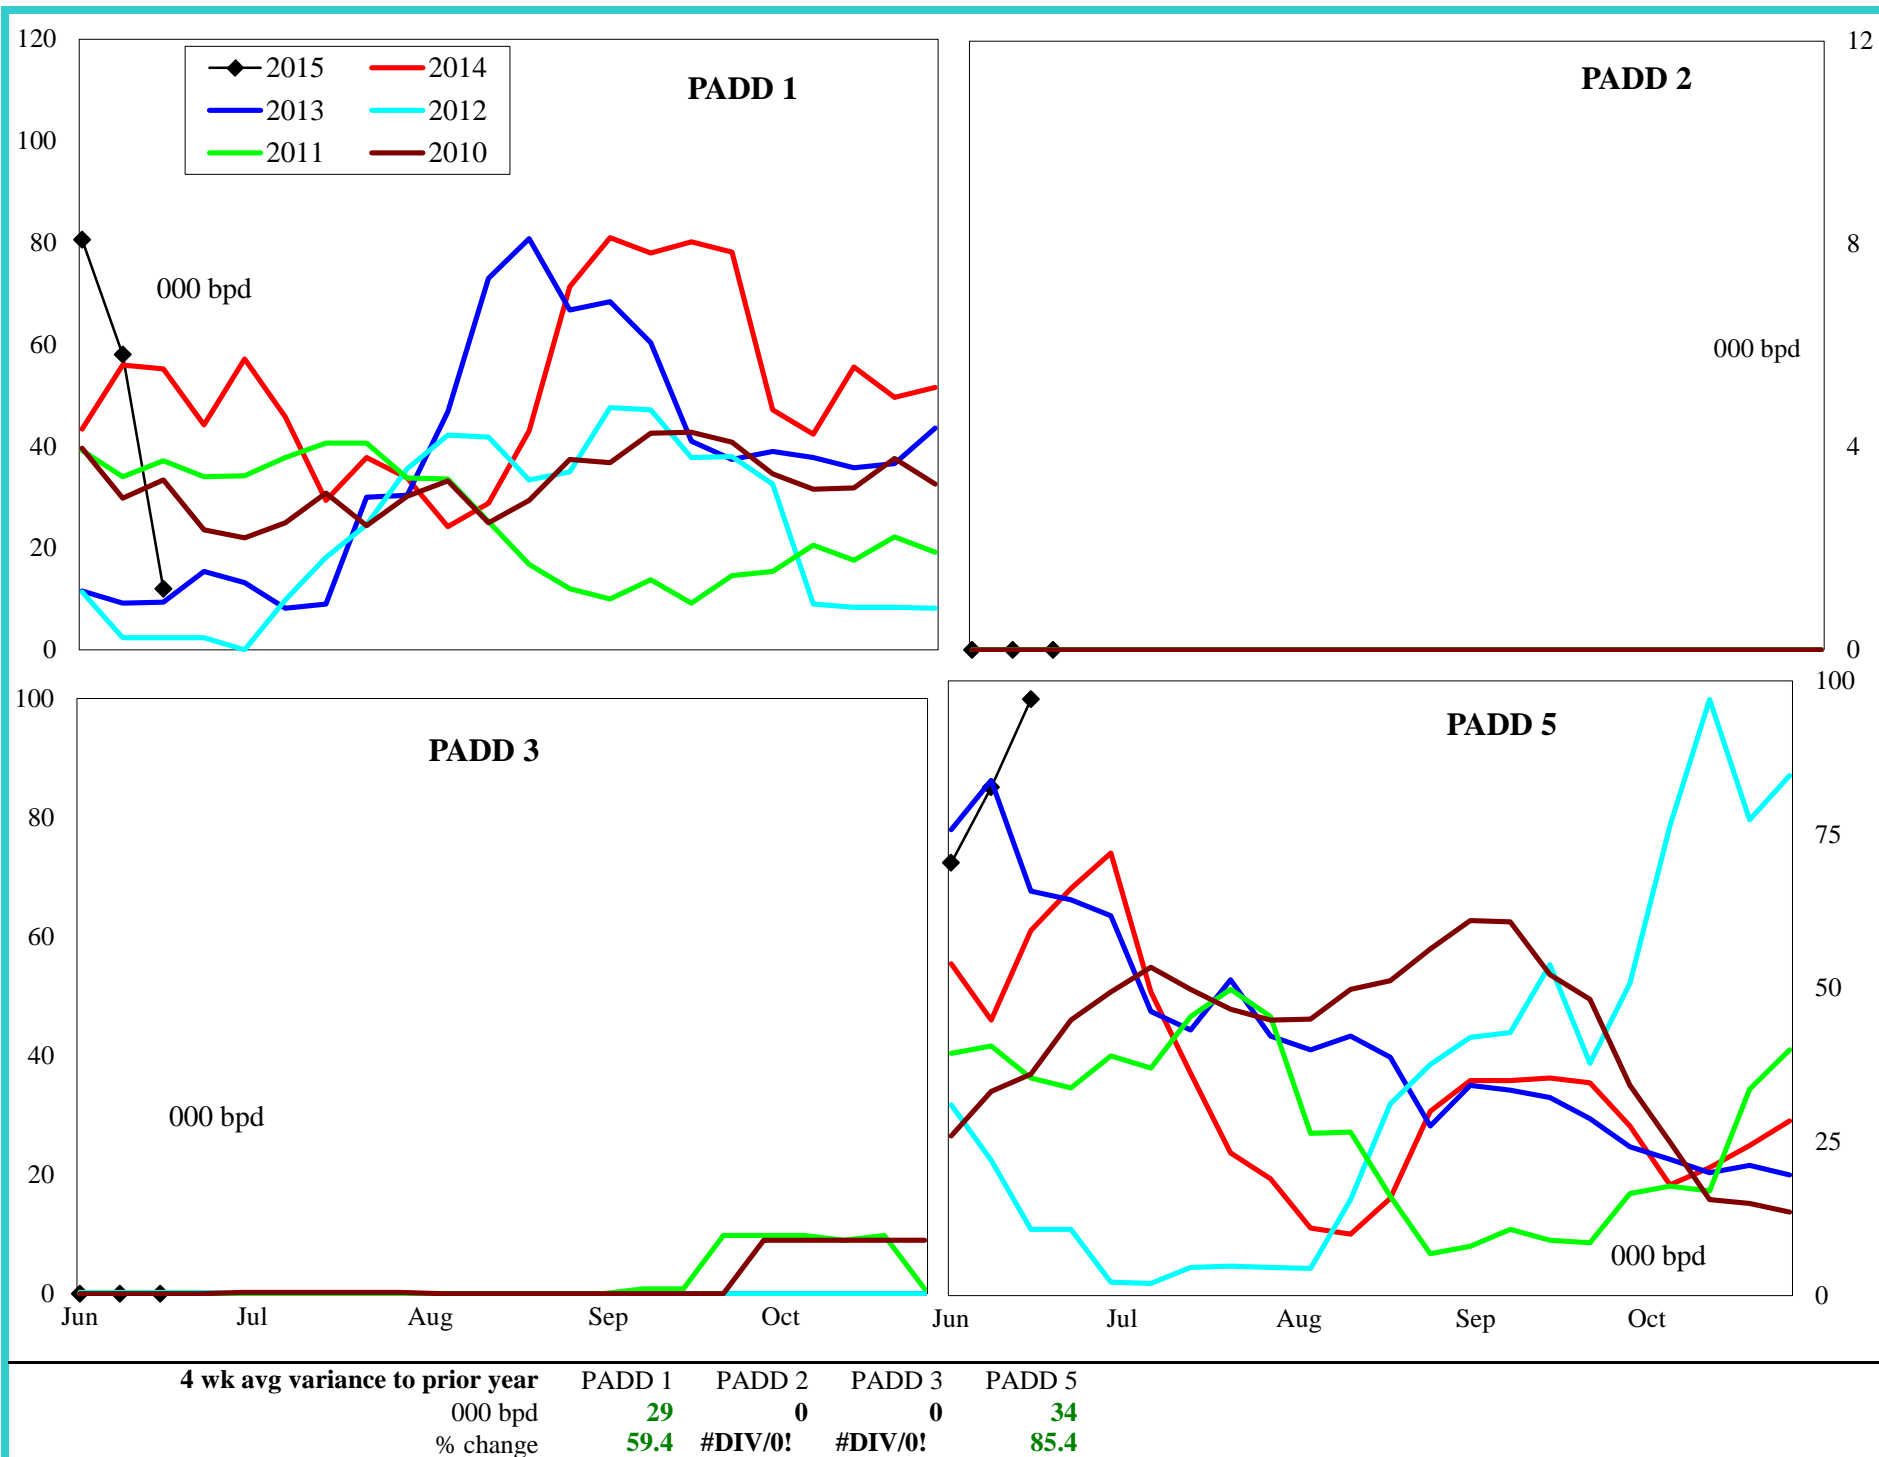 120
100
80
60
40
20
0
2015 2014
2013 2012
2011 2010
PADD 1
000 bpd
PADD 2
12
8
4
0
000 bpd
100
80
60
40
20
0
PADD 3
000 bpd
Jun Jul Aug Sep Oct
PADD 5
100
75
50
25
0
000 bpd
Jun Jul Aug Sep Oct
4 wk avg variance to prior year PADD 1 PADD 2 PADD 3 PADD 5
000 bpd 29 0 0 34
% change 59.4 #DIV/0! #DIV/0! 85.4